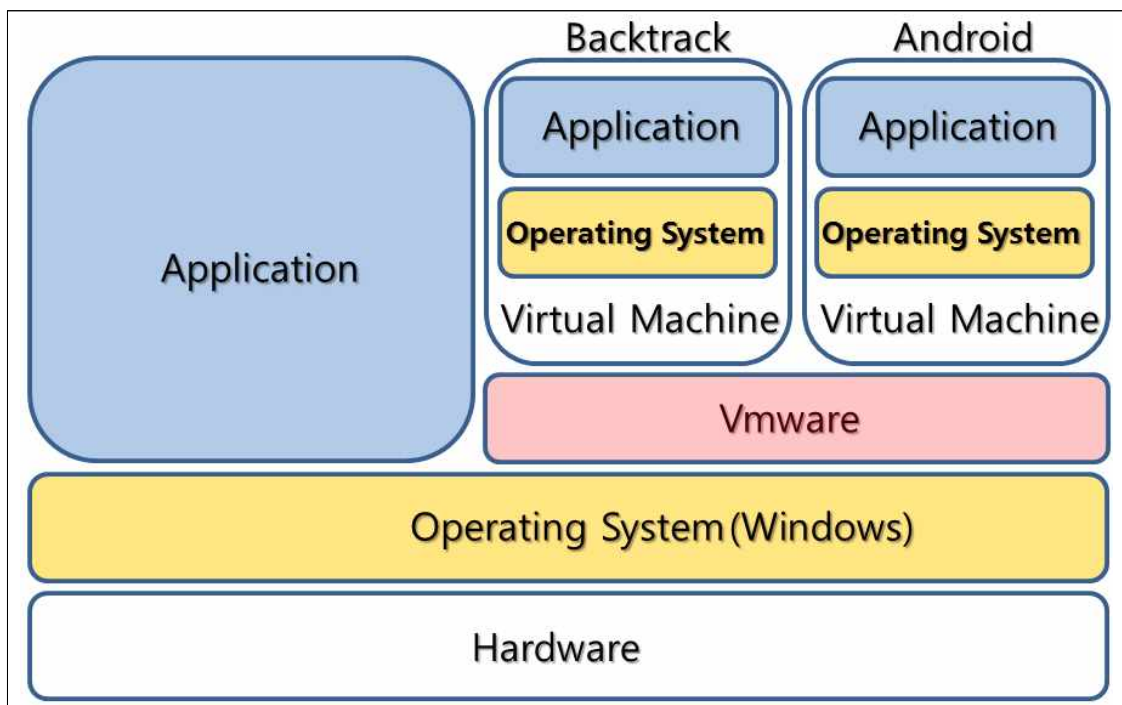 Backtrack
Android
Application
Application
Application
Operating System
Operating System
Virtual Machine
Virtual Machine
Vmware
Operating System(Windows)
Hardware